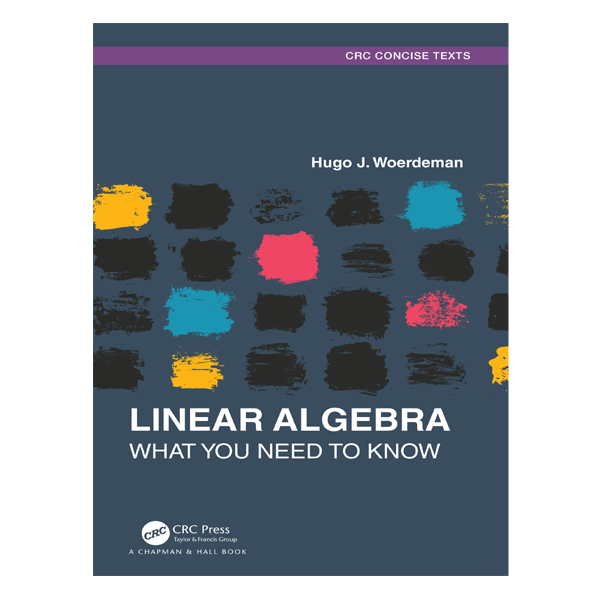 CRC CONCISE TEXTS
Hugo J. Woerdeman
LINEAR ALGEBRA
WHAT YOU NEED TO KNOW
CRC
CRC Press
Taylor & Francis Group
A CHAPMAN & HALL BOOK